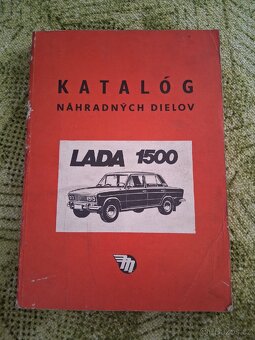 KATALÓG
NÁHRADNÝCH DIELOV
LADA 1500